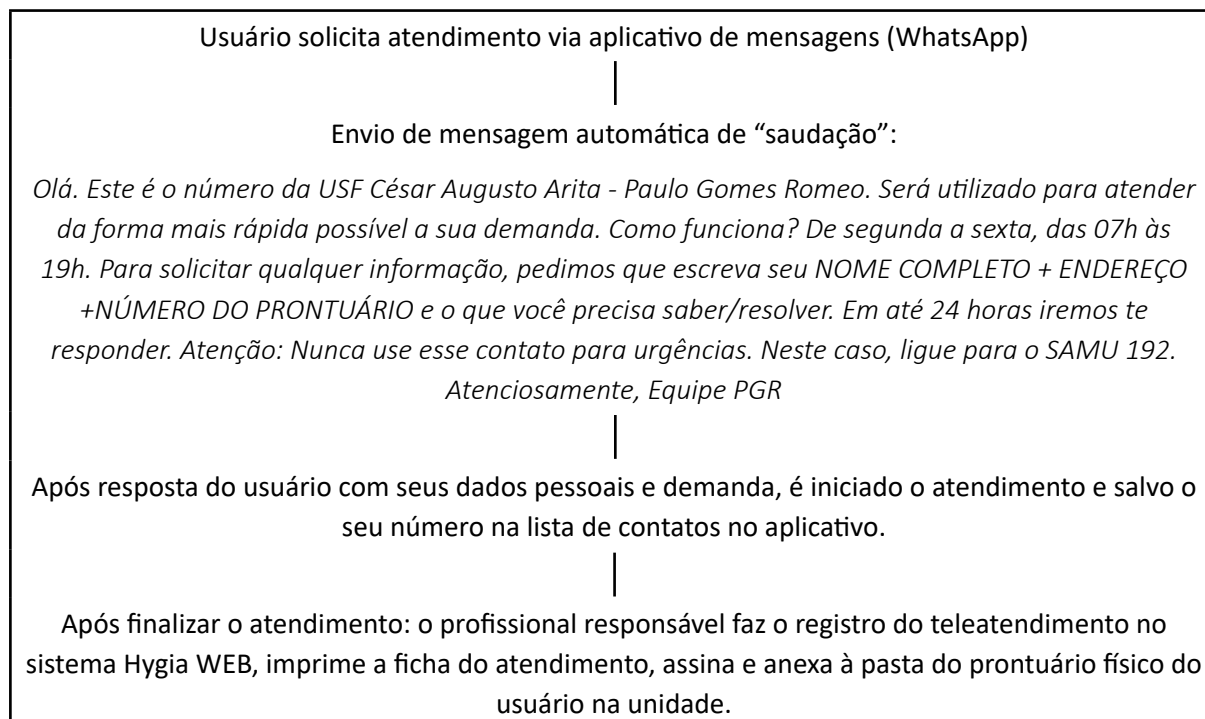 Usuário solicita atendimento via aplicativo de mensagens (WhatsApp)
Envio de mensagem automática de “saudação”:
Olá. Este é o número da USF César Augusto Arita - Paulo Gomes Romeo. Será utilizado para atender
da forma mais rápida possível a sua demanda. Como funciona? De segunda a sexta, das 07h às
19h. Para solicitar qualquer informação, pedimos que escreva seu NOME COMPLETO + ENDEREÇO
+NÚMERO DO PRONTUÁRIO e o que você precisa saber/resolver. Em até 24 horas iremos te
responder. Atenção: Nunca use esse contato para urgências. Neste caso, ligue para o SAMU 192.
Atenciosamente, Equipe PGR
Após resposta do usuário com seus dados pessoais e demanda, é iniciado o atendimento e salvo o
seu número na lista de contatos no aplicativo.
Após finalizar o atendimento: o profissional responsável faz o registro do teleatendimento no
sistema Hygia WEB, imprime a ficha do atendimento, assina e anexa à pasta do prontuário físico do
usuário na unidade.